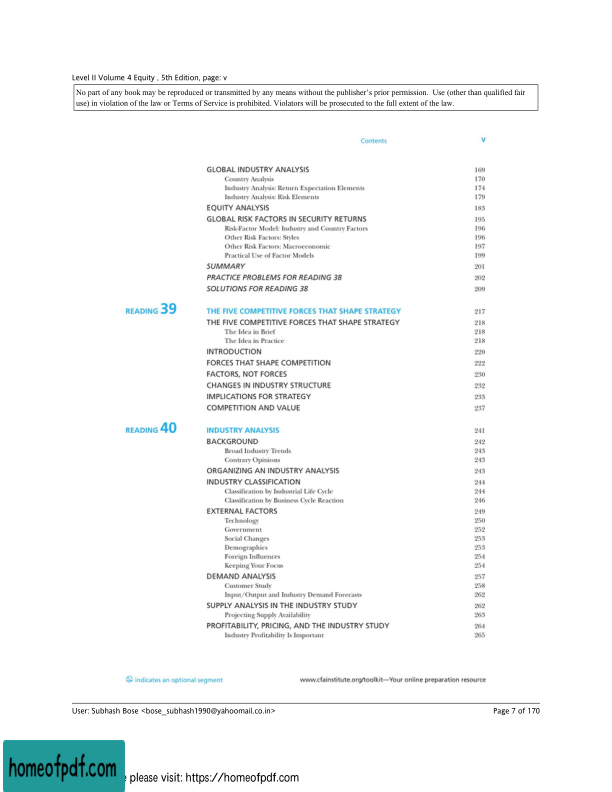 Level II Volume 4 Equity , 5th Edition, page: v
No part of any book may be reproduced or transmitted by any means without the publisher's prior permission. Use (other than qualified fair
use) in violation of the law or Terms of Service is prohibited. Violators will be prosecuted to the full extent of the law.
Contents v
GLOBAL INDUSTRY ANALYSIS 169
Country Analysis 170
Industry Analysis: Return Expectation Elements 174
Industry Analysis: Risk Elements 179
EQUITY ANALYSIS 183
GLOBAL RISK FACTORS IN SECURITY RETURNS 195
Risk-Factor Model: Industry and Country Factors 196
Other Risk Factors: Styles 196
Other Risk Factors: Macroeconomic 197
Practical Use of Factor Models 199
SUMMARY 201
PRACTICE PROBLEMS FOR READING 38 202
SOLUTIONS FOR READING 38 209
READING 39 THE FIVE COMPETITIVE FORCES THAT SHAPE STRATEGY 217
THE FIVE COMPETITIVE FORCES THAT SHAPE STRATEGY 218
The Idea in Brief 218
The Idea in Practice 218
INTRODUCTION 220
FORCES THAT SHAPE COMPETITION 222
FACTORS, NOT FORCES 230
CHANGES IN INDUSTRY STRUCTURE 232
IMPLICATIONS FOR STRATEGY 233
COMPETITION AND VALUE 237
READING 40 INDUSTRY ANALYSIS 241
BACKGROUND 242
Broad Industry Trends 243
Contrary Opinions 243
ORGANIZING AN INDUSTRY ANALYSIS 243
INDUSTRY CLASSIFICATION 244
Classification by Industrial Life Cycle 244
Classification by Business Cycle Reaction 246
EXTERNAL FACTORS 249
Technology 250
Government 252
Social Changes 253
Demographics 253
Foreign Influences 254
Keeping Your Focus 254
DEMAND ANALYSIS 257
Customer Study 258
Input/Output and Industry Demand Forecasts 262
SUPPLY ANALYSIS IN THE INDUSTRY STUDY 262
Projecting Supply Availability 263
PROFITABILITY, PRICING, AND THE INDUSTRY STUDY 264
Industry Profitability Is Important 265
indicates an optional segment www.cfainstitute.org/toolkit—Your online preparation resource
User: Subhash Bose <bose_subhash1990@yahoomail.co.in> Page 7 of 170
homeofpdf.com
please visit: https://homeofpdf.com